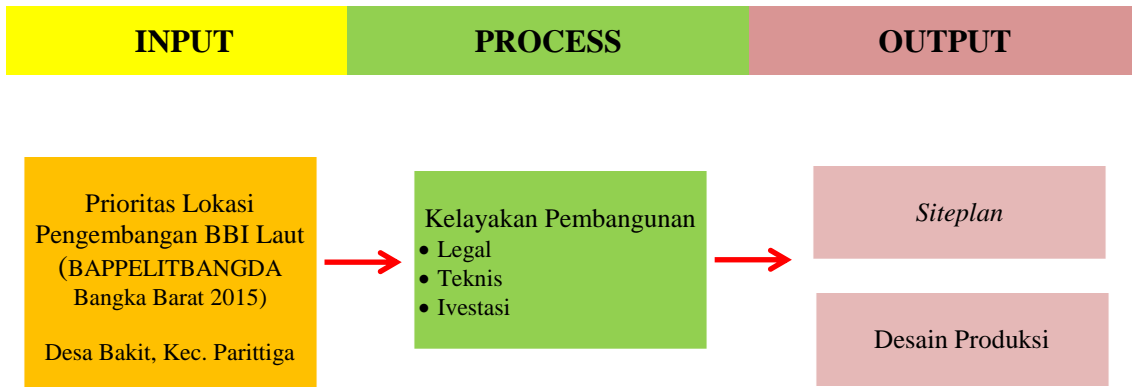 INPUT
PROCESS
OUTPUT
Prioritas Lokasi
Pengembangan BBI Laut
(BAPPELITBANGDA
Bangka Barat 2015)
Desa Bakit, Kec. Parittiga
Kelayakan Pembangunan
• Legal
• Teknis
• Ivestasi
Siteplan
Desain Produksi